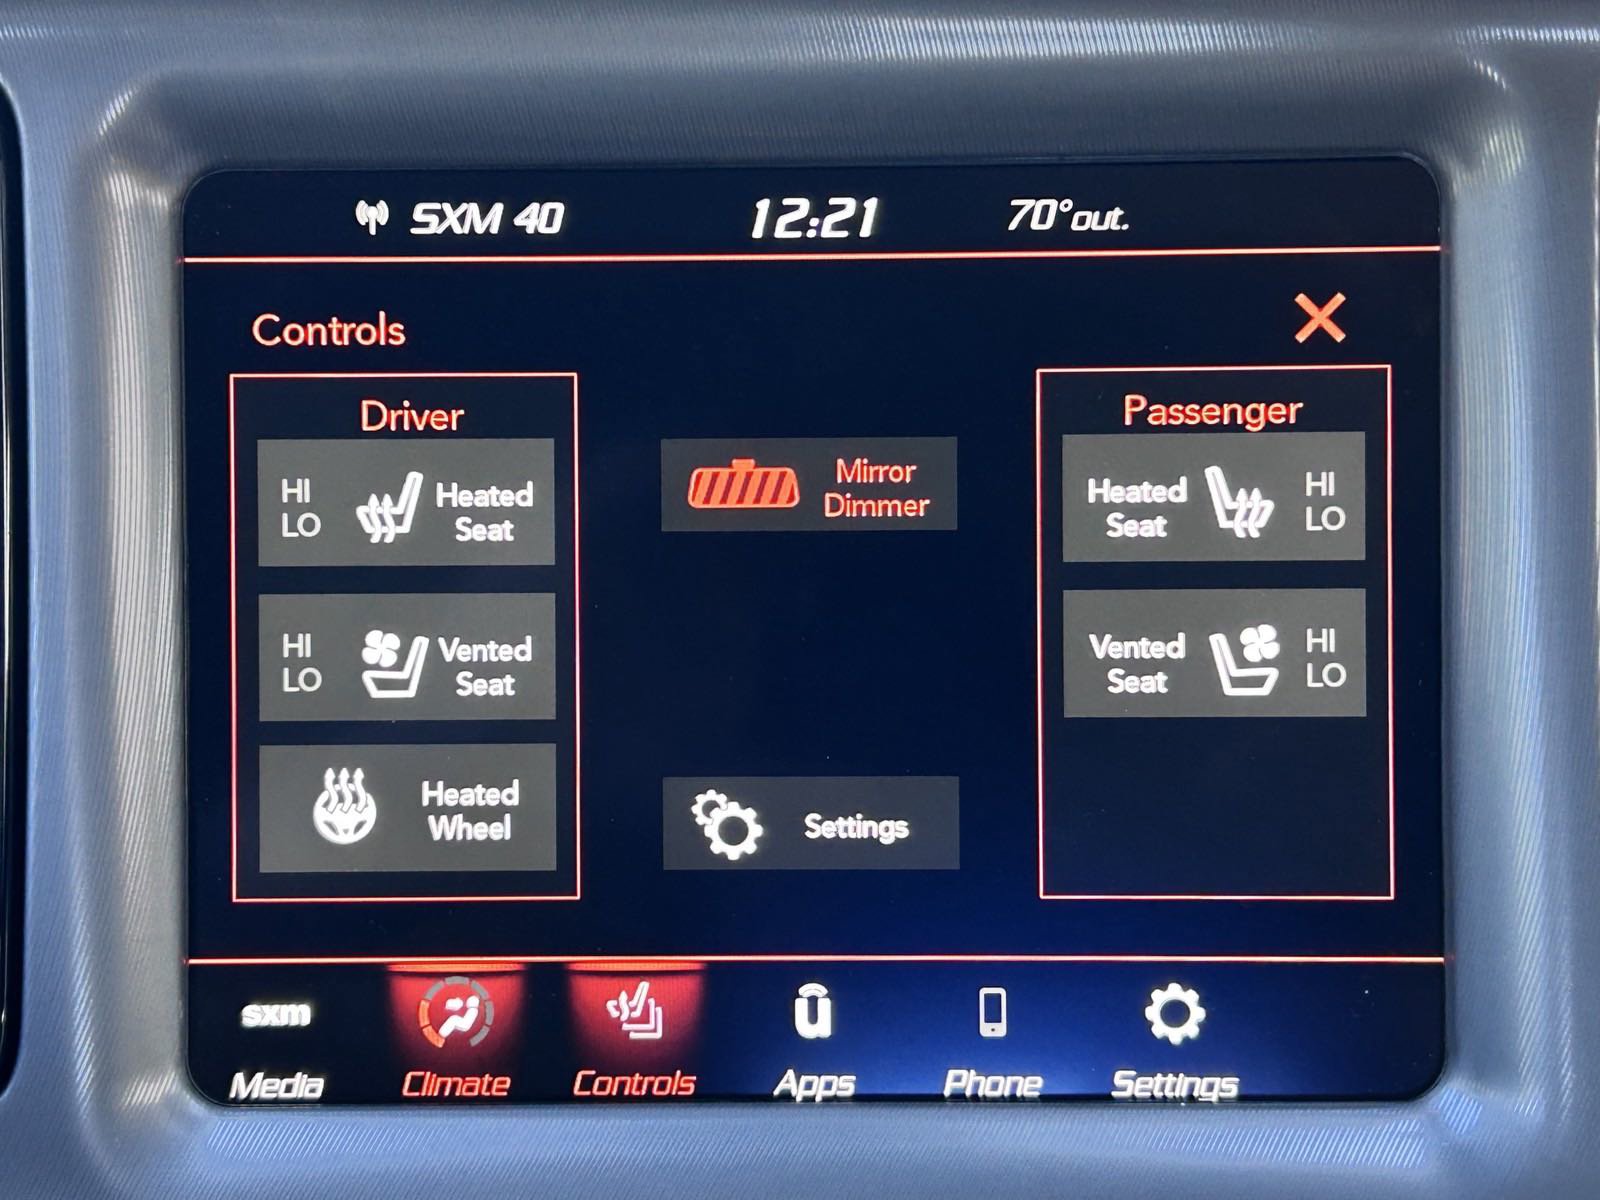 SXM 40 12:21 70°out.
Controls
Driver
HI
LO
Heated
Seat
HI
LO
Vented
Seat
Heated
Wheel
Mirror
Dimmer
Settings
Passenger
Heated
Seat
HI
LO
Vented
Seat
HI
LO
sxm
Media Climate Controls Apps Phone Settings